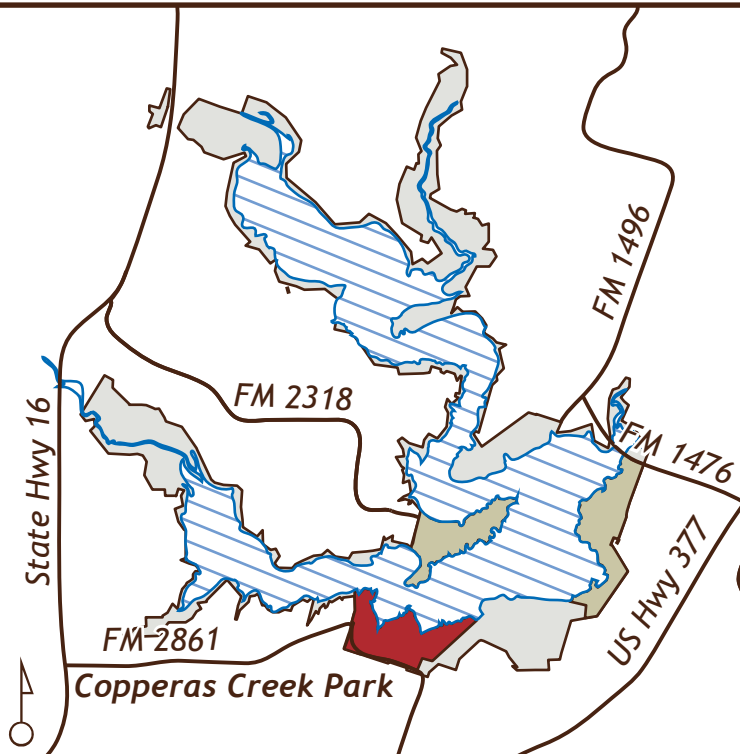 FM 1496
FM 2318
State Hwy 16
FM 1476
US Hwy 377
FM 2861
Copperas Creek Park